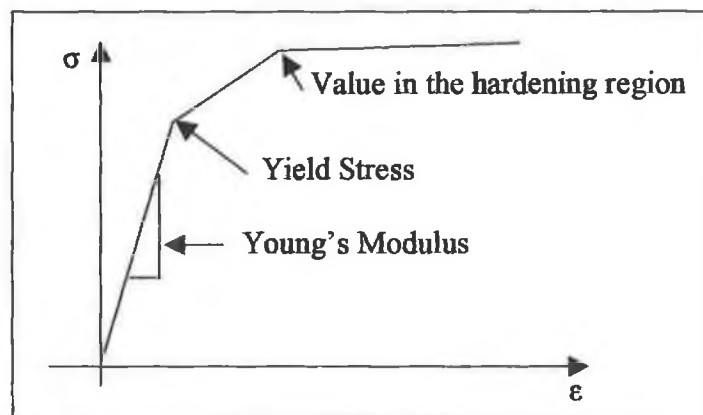 σ
Value in the hardening region
Yield Stress
Young's Modulus
ε